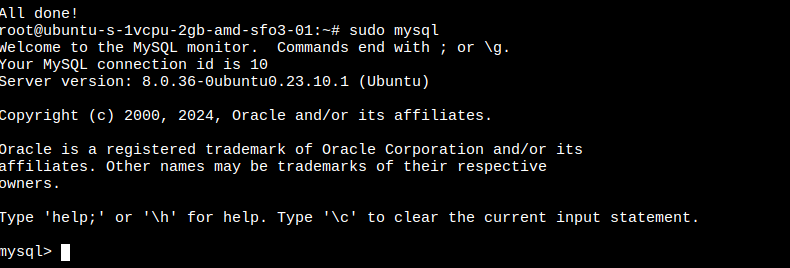 All done!
root@ubuntu-s-1vcpu-2gb-amd-sfo3-01:~# sudo mysql
Welcome to the MySQL monitor.  Commands end with ; or \g.
Your MySQL connection id is 10
Server version: 8.0.36-0ubuntu0.23.10.1 (Ubuntu)

Copyright (c) 2000, 2024, Oracle and/or its affiliates.

Oracle is a registered trademark of Oracle Corporation and/or its
affiliates. Other names may be trademarks of their respective
owners.

Type 'help;' or '\h' for help. Type '\c' to clear the current input statement.

mysql>